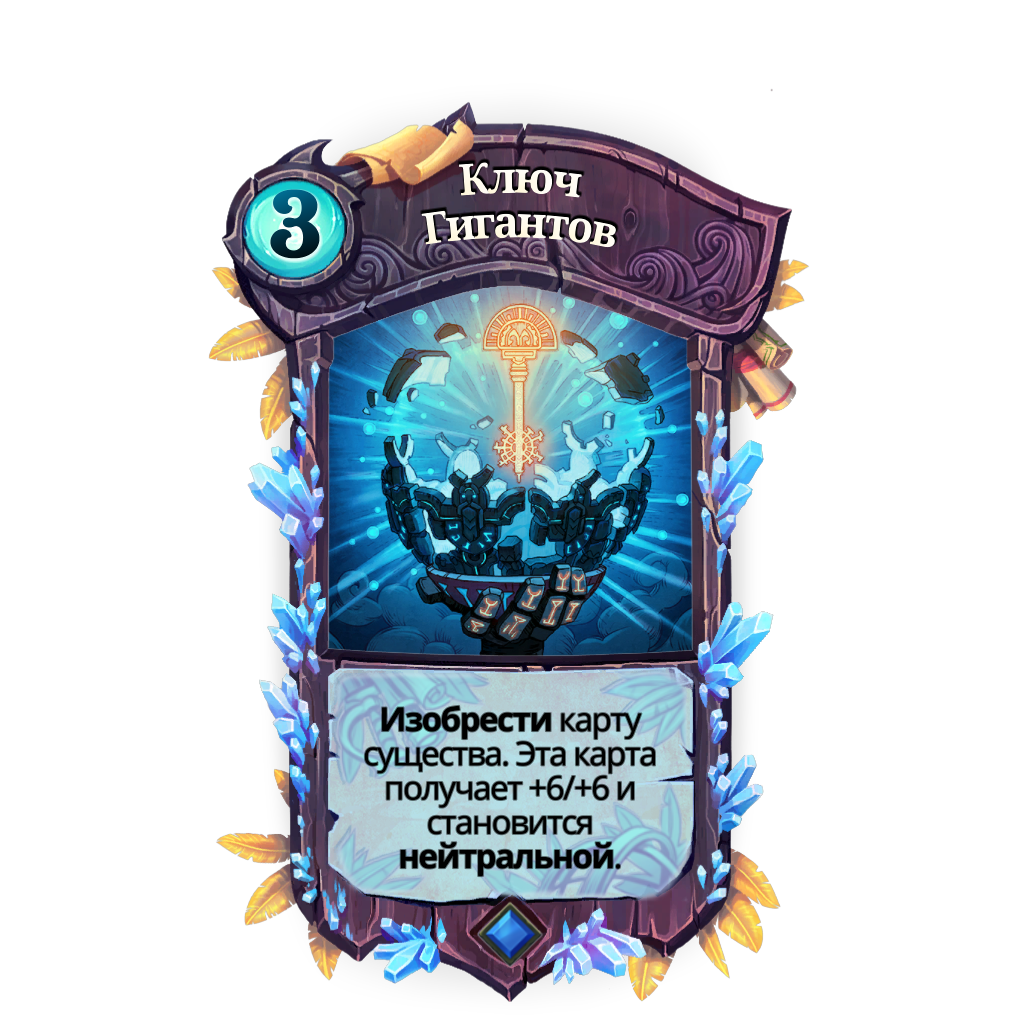 3
Ключ
Гигантов
Изобрести карту
существа. Эта карта
получает +6/+6 и
становится
нейтральной.